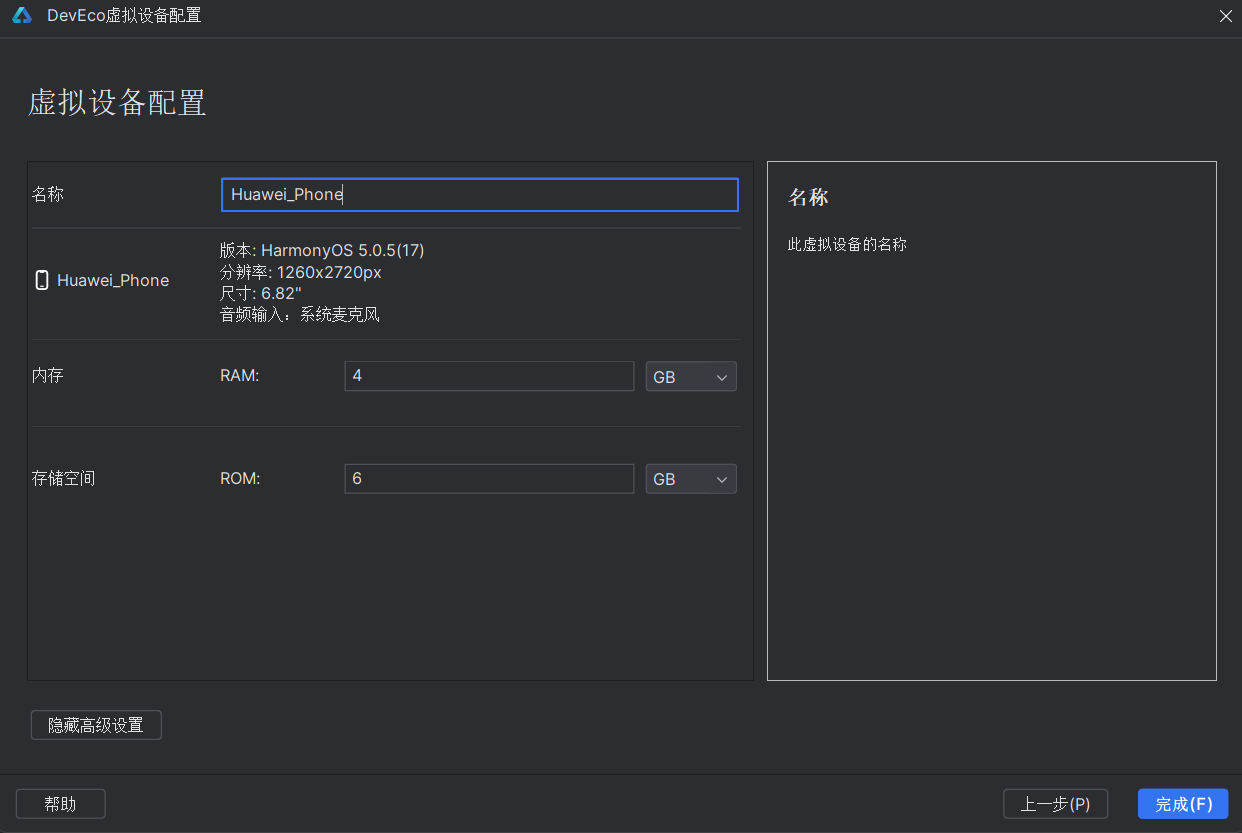 DevEco虚拟设备配置
虚拟设备配置
名称
Huawei_Phone
Huawei_Phone
版本: HarmonyOS 5.0.5(17)
分辨率: 1260x2720px
尺寸: 6.82"
音频输入：系统麦克风
内存
RAM:
4
GB
存储空间
ROM:
6
GB
名称
此虚拟设备的名称
隐藏高级设置
帮助
上一步(P)
完成(F)